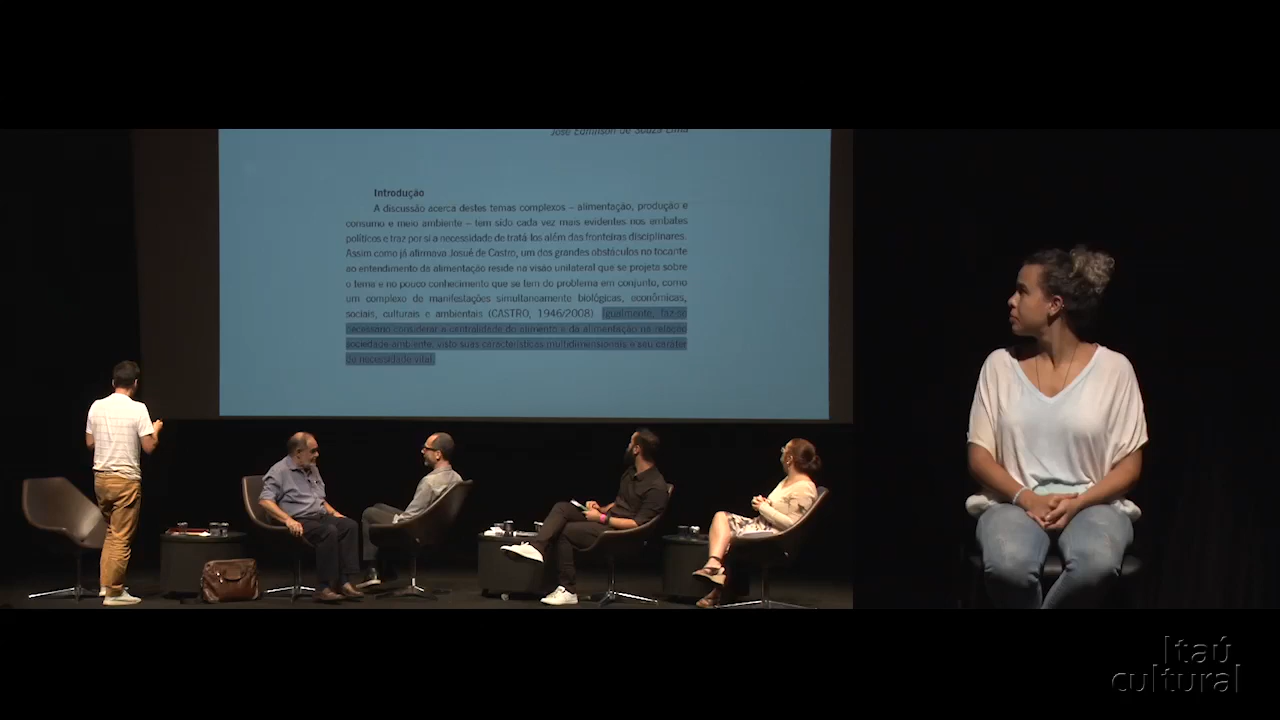 José Edmilson de Souza Lima
Introdução
A discussão acerca destes temas complexos – alimentação, produção e
consumo e meio ambiente – tem sido cada vez mais evidentes nos embates
políticos e traz por si a necessidade de tratá-los além das fronteiras disciplinares.
Assim como já afirmava Josué de Castro, um dos grandes obstáculos no tocante
ao entendimento da alimentação reside na visão unilateral que se projeta sobre
o tema e no pouco conhecimento que se tem do problema em conjunto, como
um complexo de manifestações simultaneamente biológicas, econômicas,
sociais, culturais e ambientais (CASTRO, 1946/2008). Igualmente, faz-se
necessário considerar a centralidade do alimento e da alimentação na relação
sociedade-ambiente, visto suas características multidimensionais e seu caráter
de necessidade vital.
Itaú
cultural